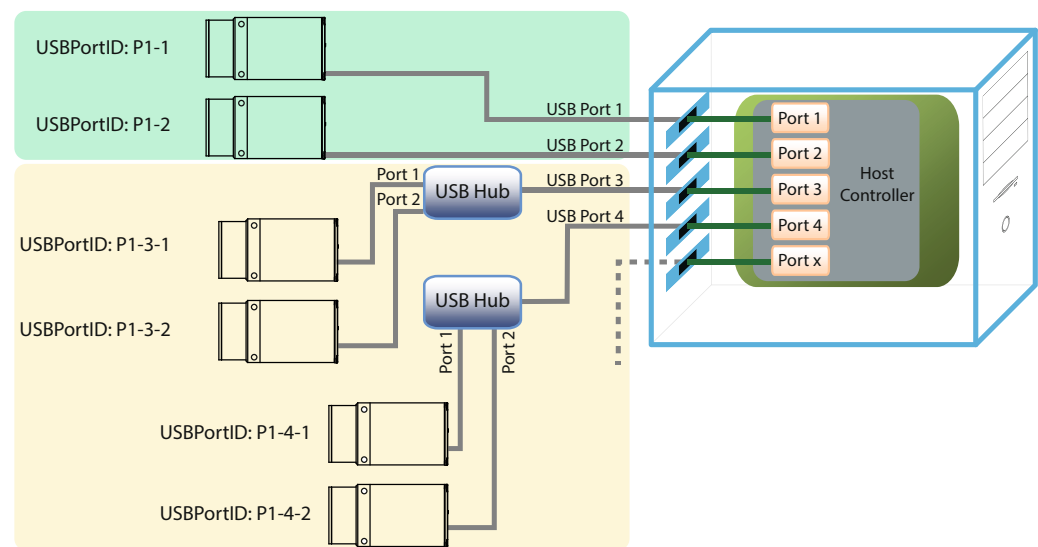 USBPortID: P1-1
USBPortID: P1-2
USB Port 1
USB Port 2
Port 1
Port 2
USB Hub
USB Port 3
USB Port 4
USBPortID: P1-3-1
USBPortID: P1-3-2
USB Hub
Port 1
Port 2
USBPortID: P1-4-1
USBPortID: P1-4-2
Port 1
Port 2
Port 3
Port 4
Port x
Host
Controller